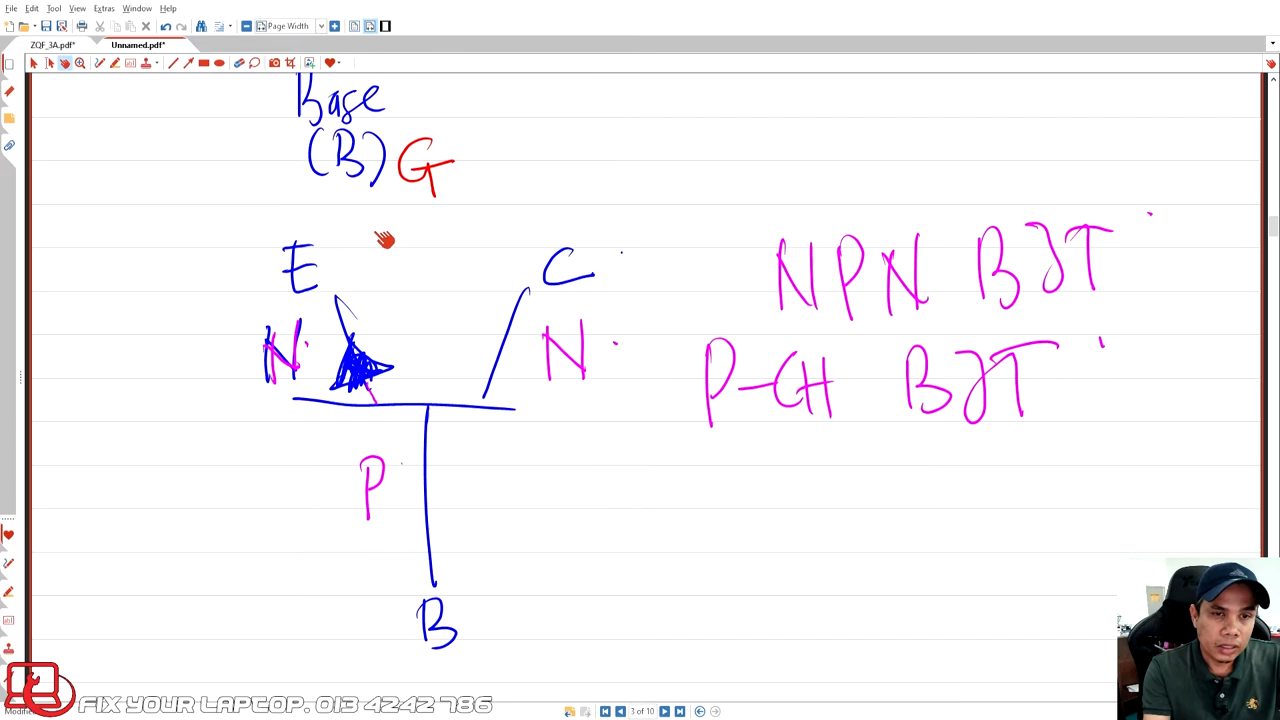 File Edit Tool View Extras Window Help
Page Width
ZQF_3A.pdf* Unnamed.pdf*
Base
(B) G
E C
NPN BJT
N N
P-CH BJT
P
B
FIX YOUR LAPTOP. 013 4242 786
3 of 10